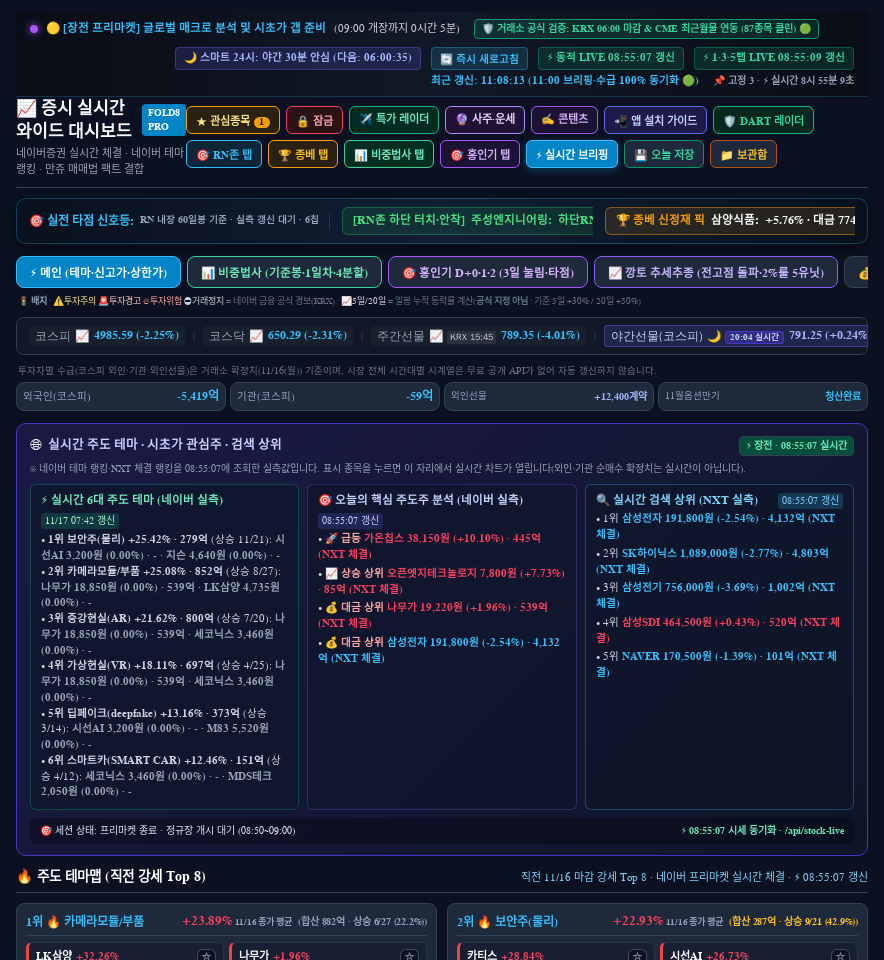 🟡 [장전 프리마켓] 글로벌 매크로 분석 및 시초가 갭 준비 (09:00 개장까지 0시간 5분)
🛡️ 거래소 공식 검증: KRX 06:00 마감 & CME 최근월물 연동 (87종목 클린) 🟢
🌙 스마트 24시: 야간 30분 안심 (다음: 06:00:35)
🔄 즉시 새로고침
⚡ 동적 LIVE 08:55:07 갱신
⚡ 1·3·5탭 LIVE 08:55:09 갱신
최근 갱신: 11:08:13 (11:00 브리핑·수급 100% 동기화 🟢)
📌 고정 3 · ⚡ 실시간 8시 55분 9초
📈 증시 실시간 와이드 대시보드
FOLD8 PRO
네이버증권 실시간 체결 · 네이버 테마 랭킹 · 만쥬 매매법 팩트 결합
★ 관심종목 1
🔒 잠금
✈️ 특가 레이더
🔮 사주·운세
✍️ 콘텐츠
📲 앱 설치 가이드
🛡️ DART 레이더
🎯 RN존 탭
🏆 종베 탭
📊 비중법사 탭
🎯 홍인기 탭
⚡ 실시간 브리핑
💾 오늘 저장
📁 보관함
🎯 실전 타점 신호등: RN 내장 60일봉 기준 · 실측 갱신 대기 · 6칩
[RN존 하단 터치·안착] 주성엔지니어링: 하단RN
🏆 종베 신정재 픽 삼양식품: +5.76% · 대금 774
⚡ 메인 (테마·신고가·상한가)
📊 비중법사 (기준봉·1일차·4분할)
🎯 홍인기 D+0·1·2 (3일 눌림·타점)
📈 깡토 추세추종 (전고점 돌파·2%룰 5유닛)
🚦 배지 · ⚠️투자주의 🚨투자경고 ⊘투자위험 ⛔거래정지 = 네이버 금융 공식 경보(KRX) · 📈5일/20일 = 일봉 누적 등락률 계산(공식 지정 아님 · 기준 5일 +30% / 20일 +50%)
코스피 📈 4985.59 (-2.25%)
코스닥 📈 650.29 (-2.31%)
주간선물 📈 KRX 15:45 789.35 (-4.01%)
야간선물(코스피) 🌙 20:04 실시간 791.25 (+0.24%
투자자별 수급(코스피 외인·기관·외인선물)은 거래소 확정치(11/16(월)) 기준이며, 시장 전체 시간대별 시계열은 무료 공개 API가 없어 자동 갱신하지 않습니다.
외국인(코스피) -5,419억
기관(코스피) -59억
외인선물 +12,400계약
11월옵션만기 청산완료
🌐 실시간 주도 테마 · 시초가 관심주 · 검색 상위
⚡ 장전 · 08:55:07 실시간
※ 네이버 테마 랭킹·NXT 체결 랭킹을 08:55:07에 조회한 실측값입니다. 표시 종목을 누르면 이 자리에서 실시간 차트가 열립니다(외인·기관 순매수 확정치는 실시간이 아닙니다).
⚡ 실시간 6대 주도 테마 (네이버 실측)
11/17 07:42 갱신
• 1위 보안주(물리) +25.42% · 279억 (상승 11/21): 시
선AI 3,200원 (0.00%) · - · 지슨 4,640원 (0.00%) · -
• 2위 카메라모듈/부품 +25.08% · 852억 (상승 8/27):
나무가 18,850원 (0.00%) · 539억 · LK삼양 4,735원
(0.00%) · -
• 3위 증강현실(AR) +21.62% · 800억 (상승 7/20): 나
무가 18,850원 (0.00%) · 539억 · 세코닉스 3,460원
(0.00%) · -
• 4위 가상현실(VR) +18.11% · 697억 (상승 4/25): 나
무가 18,850원 (0.00%) · 539억 · 세코닉스 3,460원
(0.00%) · -
• 5위 딥페이크(deepfake) +13.16% · 373억 (상승
3/14): 시선AI 3,200원 (0.00%) · - · M83 5,520원
(0.00%) · -
• 6위 스마트카(SMART CAR) +12.46% · 151억 (상
승 4/12): 세코닉스 3,460원 (0.00%) · - · MDS테크
2,050원 (0.00%) · -
🎯 오늘의 핵심 주도주 분석 (네이버 실측)
08:55:07 갱신
• 🚀 급등 가온칩스 38,150원 (+10.10%) · 445억
(NXT 체결)
• 📈 상승 상위 오픈엣지테크놀로지 7,800원 (+7.73%)
· 85억 (NXT 체결)
• 💰 대금 상위 나무가 19,220원 (+1.96%) · 539억
(NXT 체결)
• 💰 대금 상위 삼성전자 191,800원 (-2.54%) · 4,132
억 (NXT 체결)
🔍 실시간 검색 상위 (NXT 실측)
08:55:07 갱신
• 1위 삼성전자 191,800원 (-2.54%) · 4,132억 (NXT
체결)
• 2위 SK하이닉스 1,089,000원 (-2.77%) · 4,803억
(NXT 체결)
• 3위 삼성전기 756,000원 (-3.69%) · 1,002억 (NXT
체결)
• 4위 삼성SDI 464,500원 (+0.43%) · 520억 (NXT 체
결)
• 5위 NAVER 170,500원 (-1.39%) · 101억 (NXT 체
결)
🎯 세션 상태: 프리마켓 종료 · 정규장 개시 대기 (08:50~09:00)
⚡ 08:55:07 시세 동기화 · /api/stock-live
🔥 주도 테마맵 (직전 강세 Top 8)
직전 11/16 마감 강세 Top 8 · 네이버 프리마켓 실시간 체결 · ⚡ 08:55:07 갱신
1위 🔥 카메라모듈/부품 +23.89% 11/16 종가 평균 (합산 882억 · 상승 6/27 (22.2%))
2위 🔥 보안주(물리) +22.93% 11/16 종가 평균 (합산 287억 · 상승 9/21 (42.9%))
LK삼양 +32.26% ☆
나무가 +1.96% ☆
카티스 +28.84% ☆
시선AI +26.73% ☆